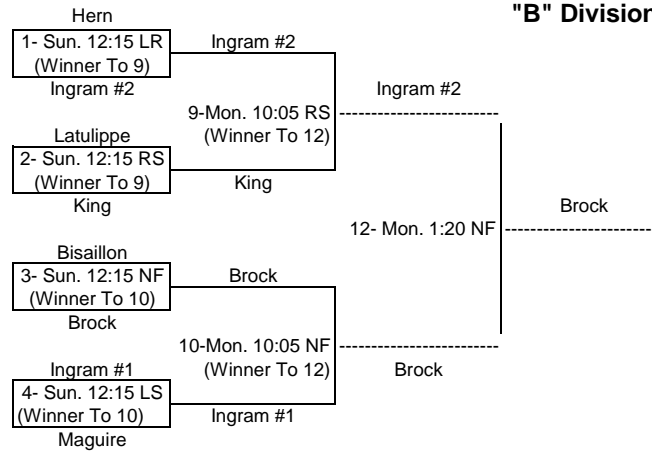 "B" Division
Hern
1- Sun. 12:15 LR
(Winner To 9)
Ingram #2
Ingram #2
9-Mon. 10:05 RS
(Winner To 12)
Ingram #2
Latulippe
2- Sun. 12:15 RS
(Winner To 9)
King
King
12- Mon. 1:20 NF
Brock
Bisaillon
3- Sun. 12:15 NF
(Winner To 10)
Brock
Brock
10-Mon. 10:05 NF
(Winner To 12)
Brock
Ingram #1
4- Sun. 12:15 LS
(Winner To 10)
Maguire
Ingram #1